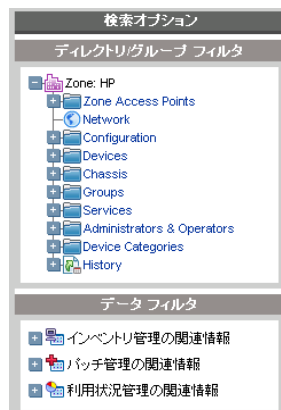 検索オプション
ディレクトリ/グループ フィルタ
Zone: HP
Zone Access Points
Network
Configuration
Devices
Chassis
Groups
Services
Administrators & Operators
Device Categories
History
データ フィルタ
インベントリ管理の関連情報
パッチ管理の関連情報
利用状況管理の関連情報